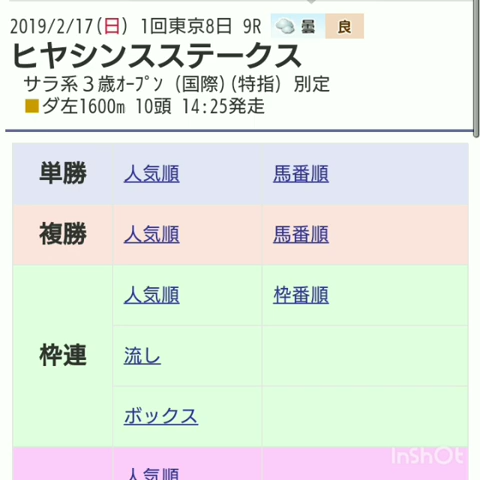 2019/2/17(日) 1回東京8日 9R 曇 良
ヒヤシンスステークス
サラ系３歳ｵｰﾌﾟﾝ (国際)(特指) 別定
ダ左1600m 10頭 14:25発走
単勝 人気順 馬番順
複勝 人気順 馬番順
人気順 枠番順
枠連 流し
ボックス
人気順
InShOt